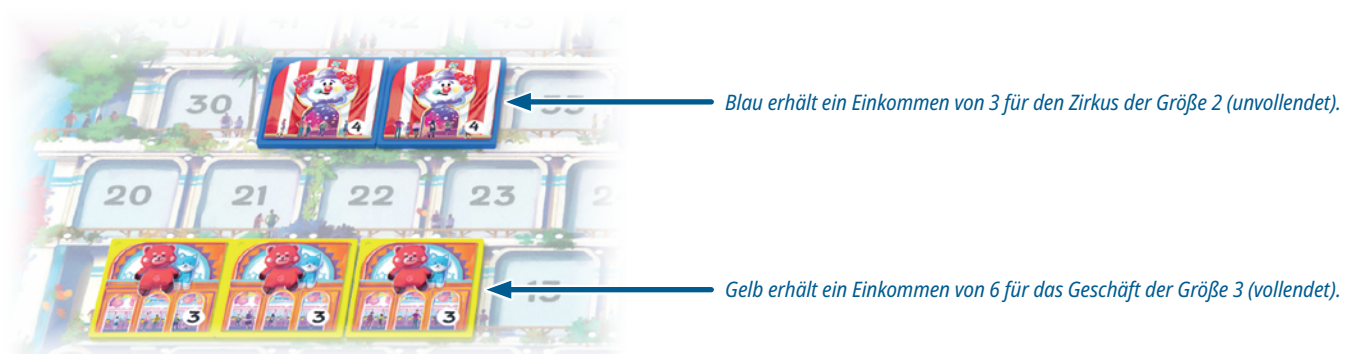 30
4 4
Blau erhält ein Einkommen von 3 für den Zirkus der Größe 2 (unvollendet).
20 21 22 23
3 3 3
Gelb erhält ein Einkommen von 6 für das Geschäft der Größe 3 (vollendet).